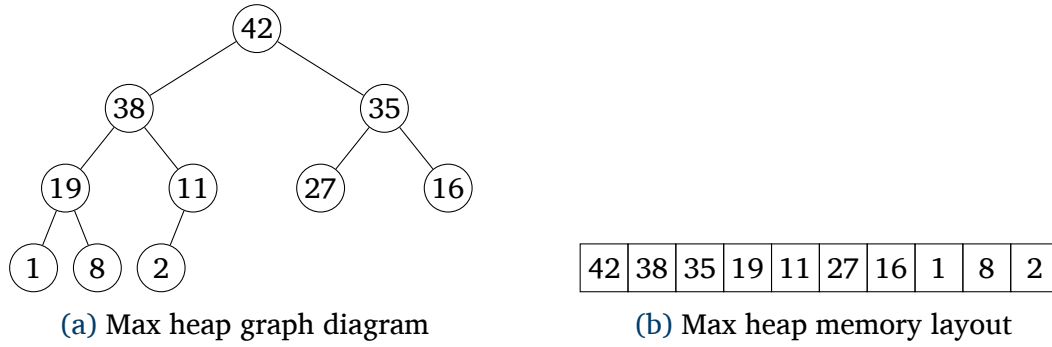 42
38 35
19 11 27 16
1 8 2
42 38 35 19 11 27 16 1 8 2
(a) Max heap graph diagram
(b) Max heap memory layout